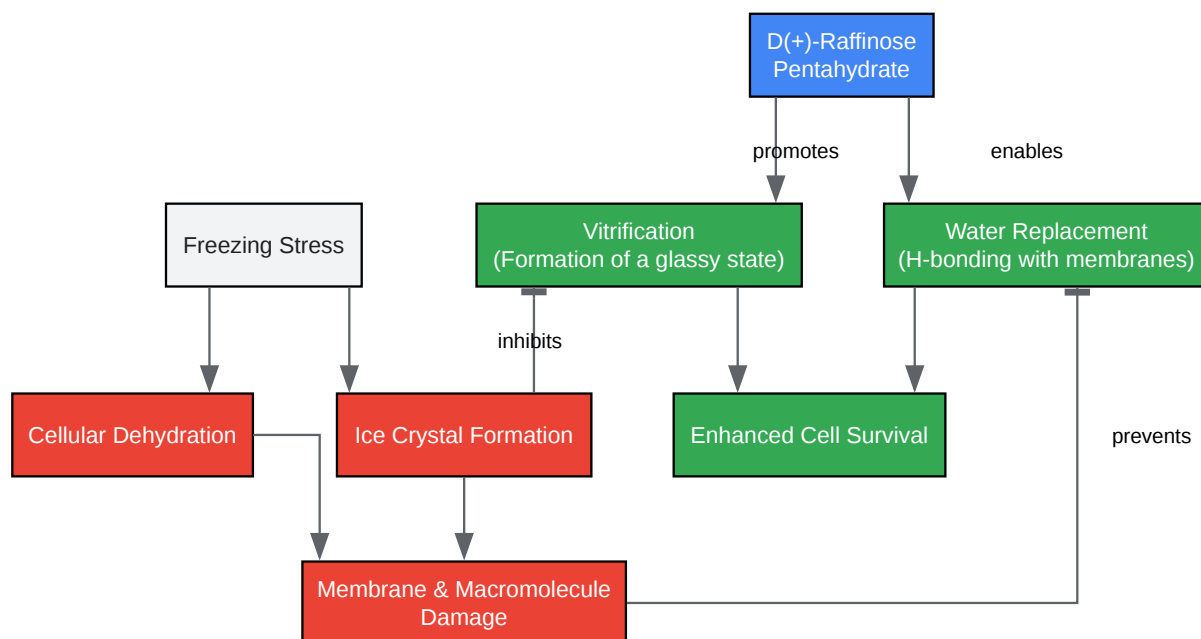 D(+)-Raffinose
Pentahydrate
promotes
enables
Freezing Stress
Vitrification
(Formation of a glassy state)
Water Replacement
(H-bonding with membranes)
inhibits
Cellular Dehydration
Ice Crystal Formation
Enhanced Cell Survival
prevents
Membrane & Macromolecule
Damage